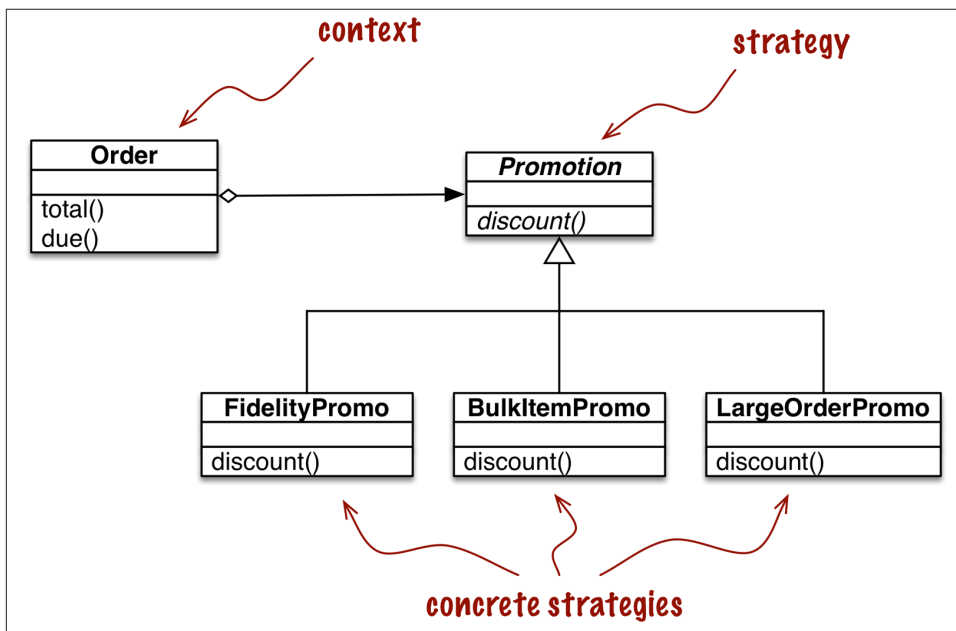 context
strategy
Order
total()
due()
Promotion
discount()
FidelityPromo
discount()
BulkItemPromo
discount()
LargeOrderPromo
discount()
concrete strategies